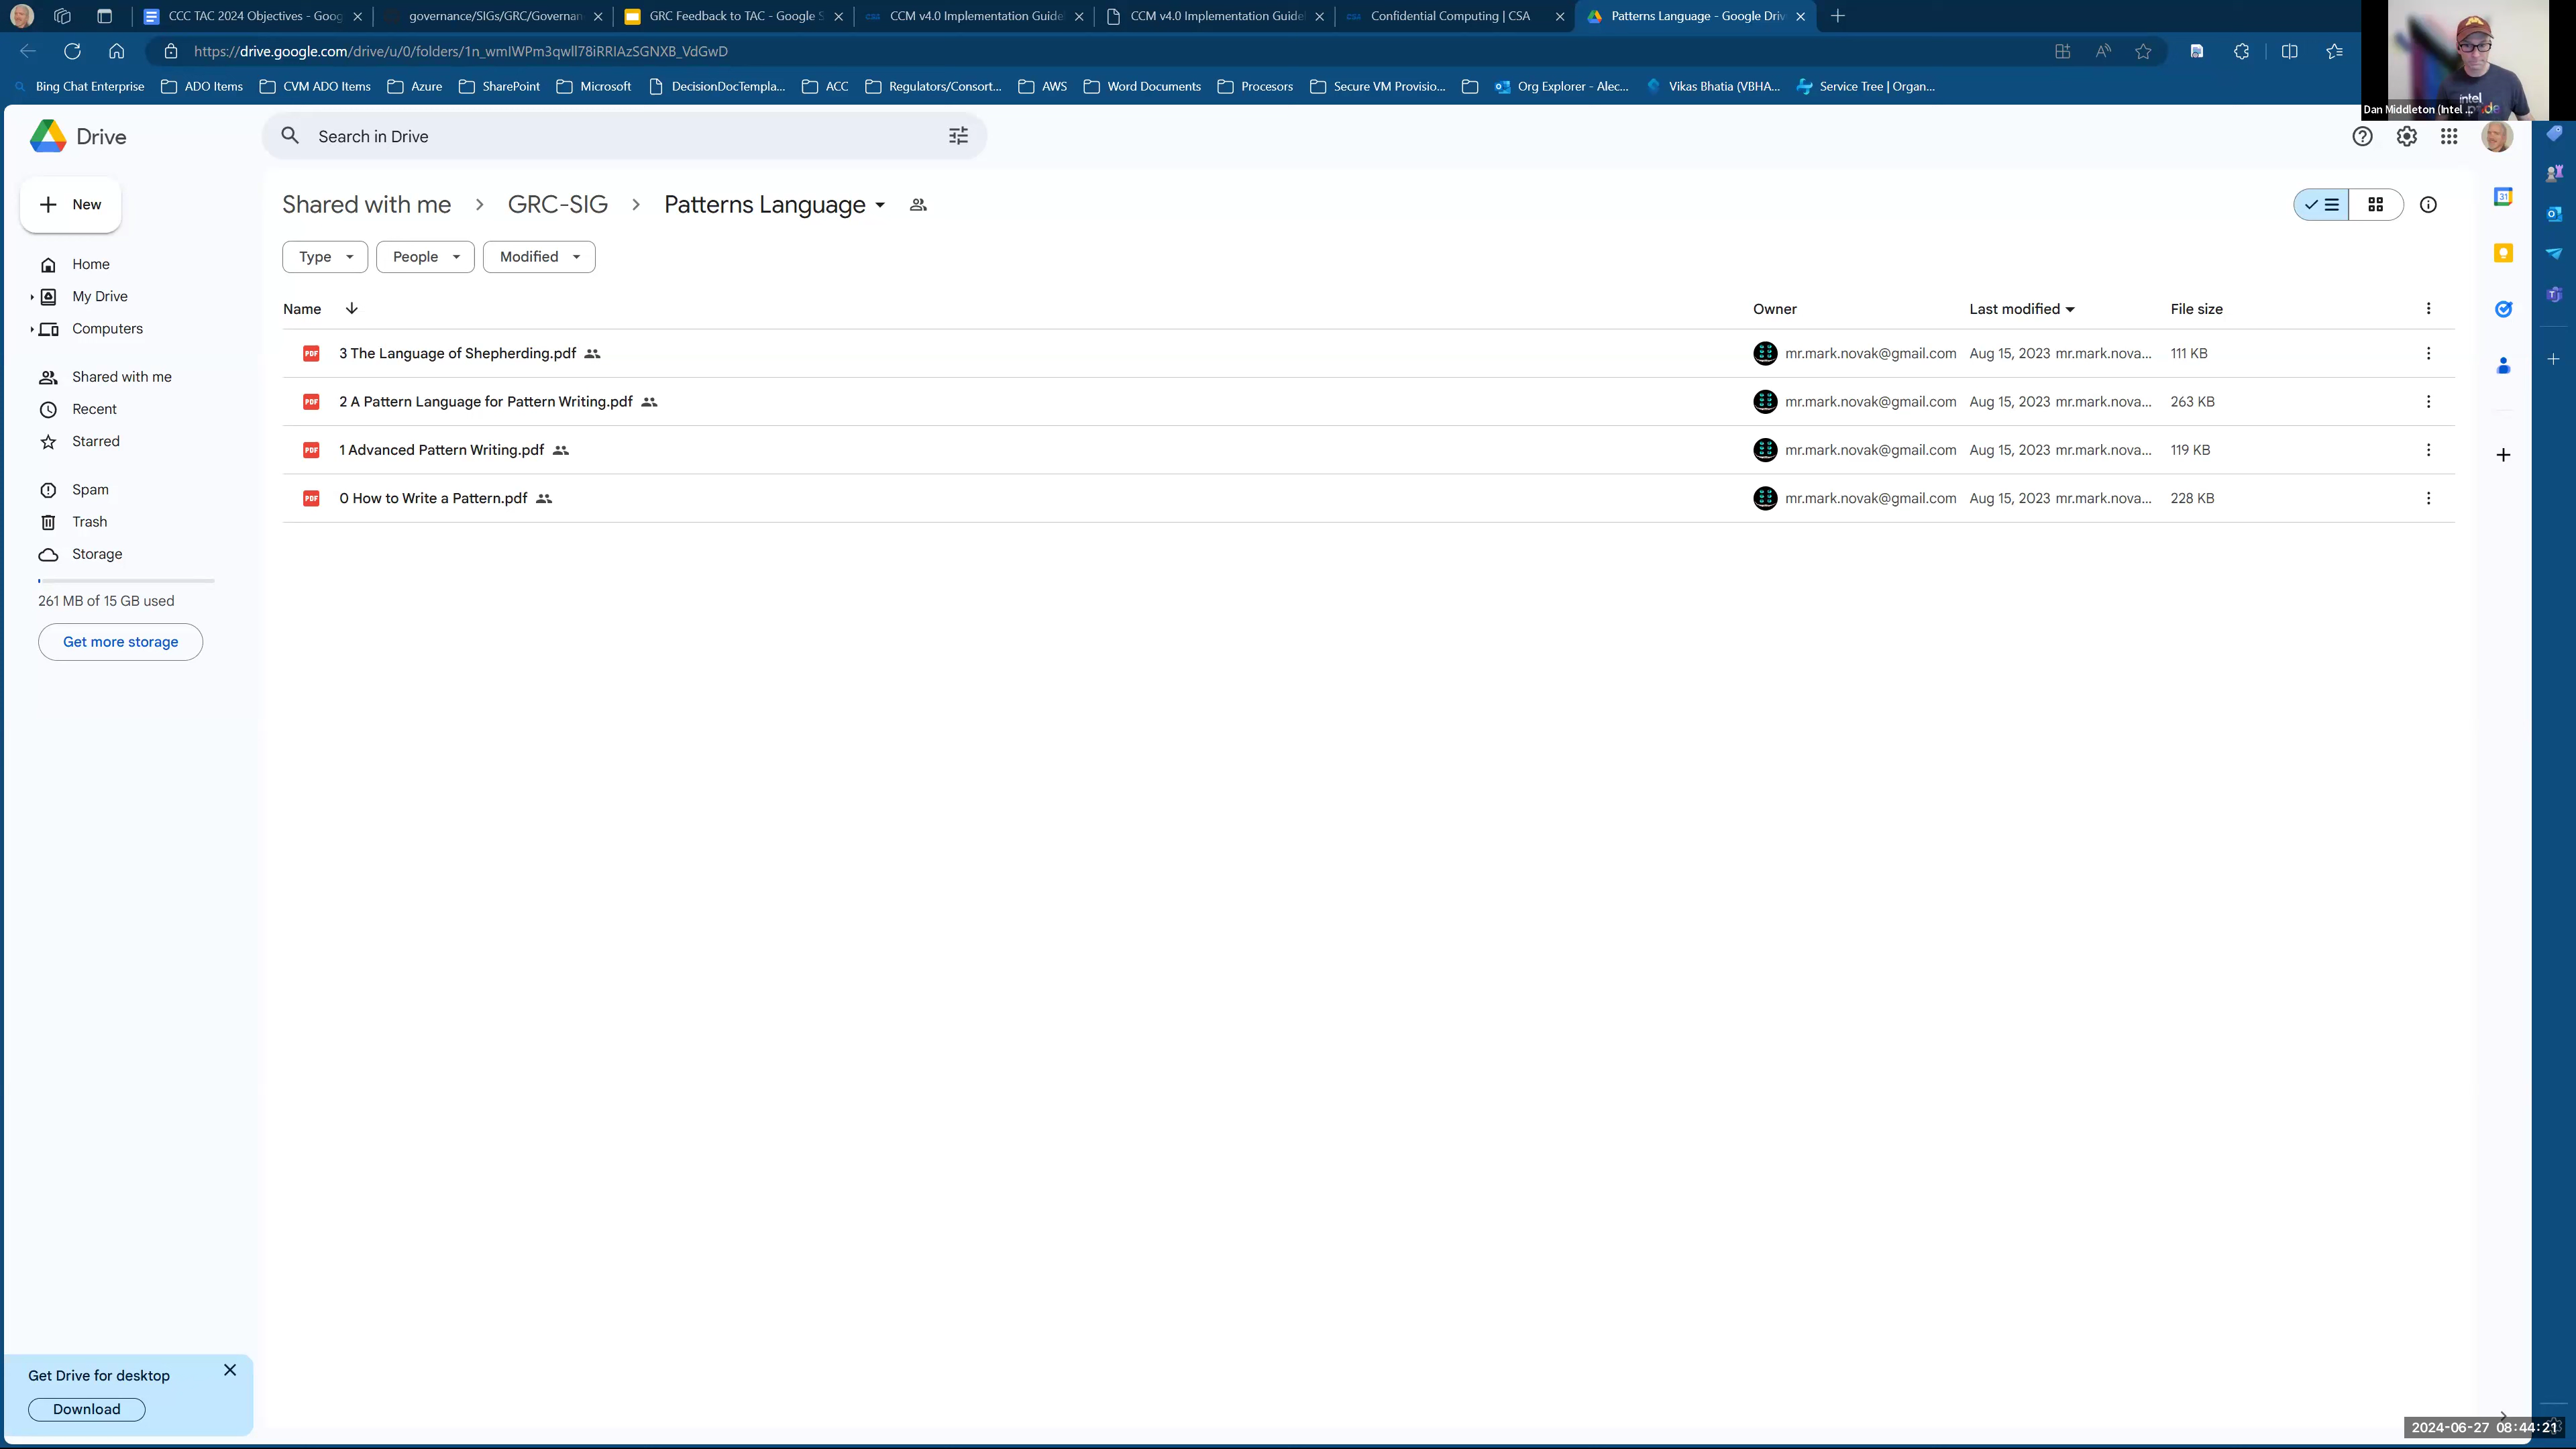 CCC TAC 2024 Objectives - Goog
governance/SIGs/GRC/Governan
GRC Feedback to TAC - Google S
CCM v4.0 Implementation Guide
CCM v4.0 Implementation Guide
Confidential Computing | CSA
Patterns Language - Google Driv
https://drive.google.com/drive/u/0/folders/1n_wmIWPm3qwll78iRRIAzSGNXB_VdGwD
Bing Chat Enterprise
ADO Items
CVM ADO Items
Azure
SharePoint
Microsoft
DecisionDocTempla...
ACC
Regulators/Consort...
AWS
Word Documents
Procesors
Secure VM Provisio...
Org Explorer - Alec...
Vikas Bhatia (VBHA...
Service Tree | Organ...
intel
Dan Middleton (Intel ...
Drive
Search in Drive
New
Shared with me
GRC-SIG
Patterns Language
31
Type
People
Modified
Home
My Drive
Computers
Name
Owner
Last modified
File size
PDF
3 The Language of Shepherding.pdf
mr.mark.novak@gmail.com
Aug 15, 2023 mr.mark.nova...
111 KB
Shared with me
PDF
2 A Pattern Language for Pattern Writing.pdf
mr.mark.novak@gmail.com
Aug 15, 2023 mr.mark.nova...
263 KB
Recent
Starred
PDF
1 Advanced Pattern Writing.pdf
mr.mark.novak@gmail.com
Aug 15, 2023 mr.mark.nova...
119 KB
Spam
PDF
0 How to Write a Pattern.pdf
mr.mark.novak@gmail.com
Aug 15, 2023 mr.mark.nova...
228 KB
Trash
Storage
261 MB of 15 GB used
Get more storage
Get Drive for desktop
Download
2024-06-27 08:44:21